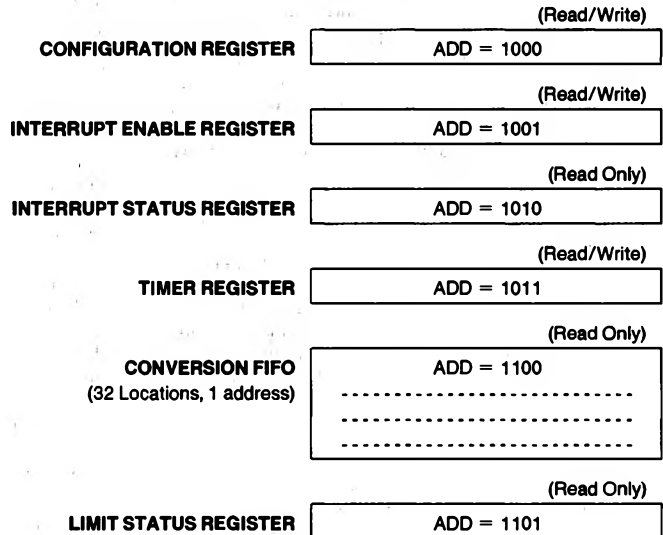 (Read/Write)
CONFIGURATION REGISTER ADD = 1000
(Read/Write)
INTERRUPT ENABLE REGISTER ADD = 1001
(Read Only)
INTERRUPT STATUS REGISTER ADD = 1010
(Read/Write)
TIMER REGISTER ADD = 1011
(Read Only)
CONVERSION FIFO ADD = 1100
(32 Locations, 1 address)
(Read Only)
LIMIT STATUS REGISTER ADD = 1101